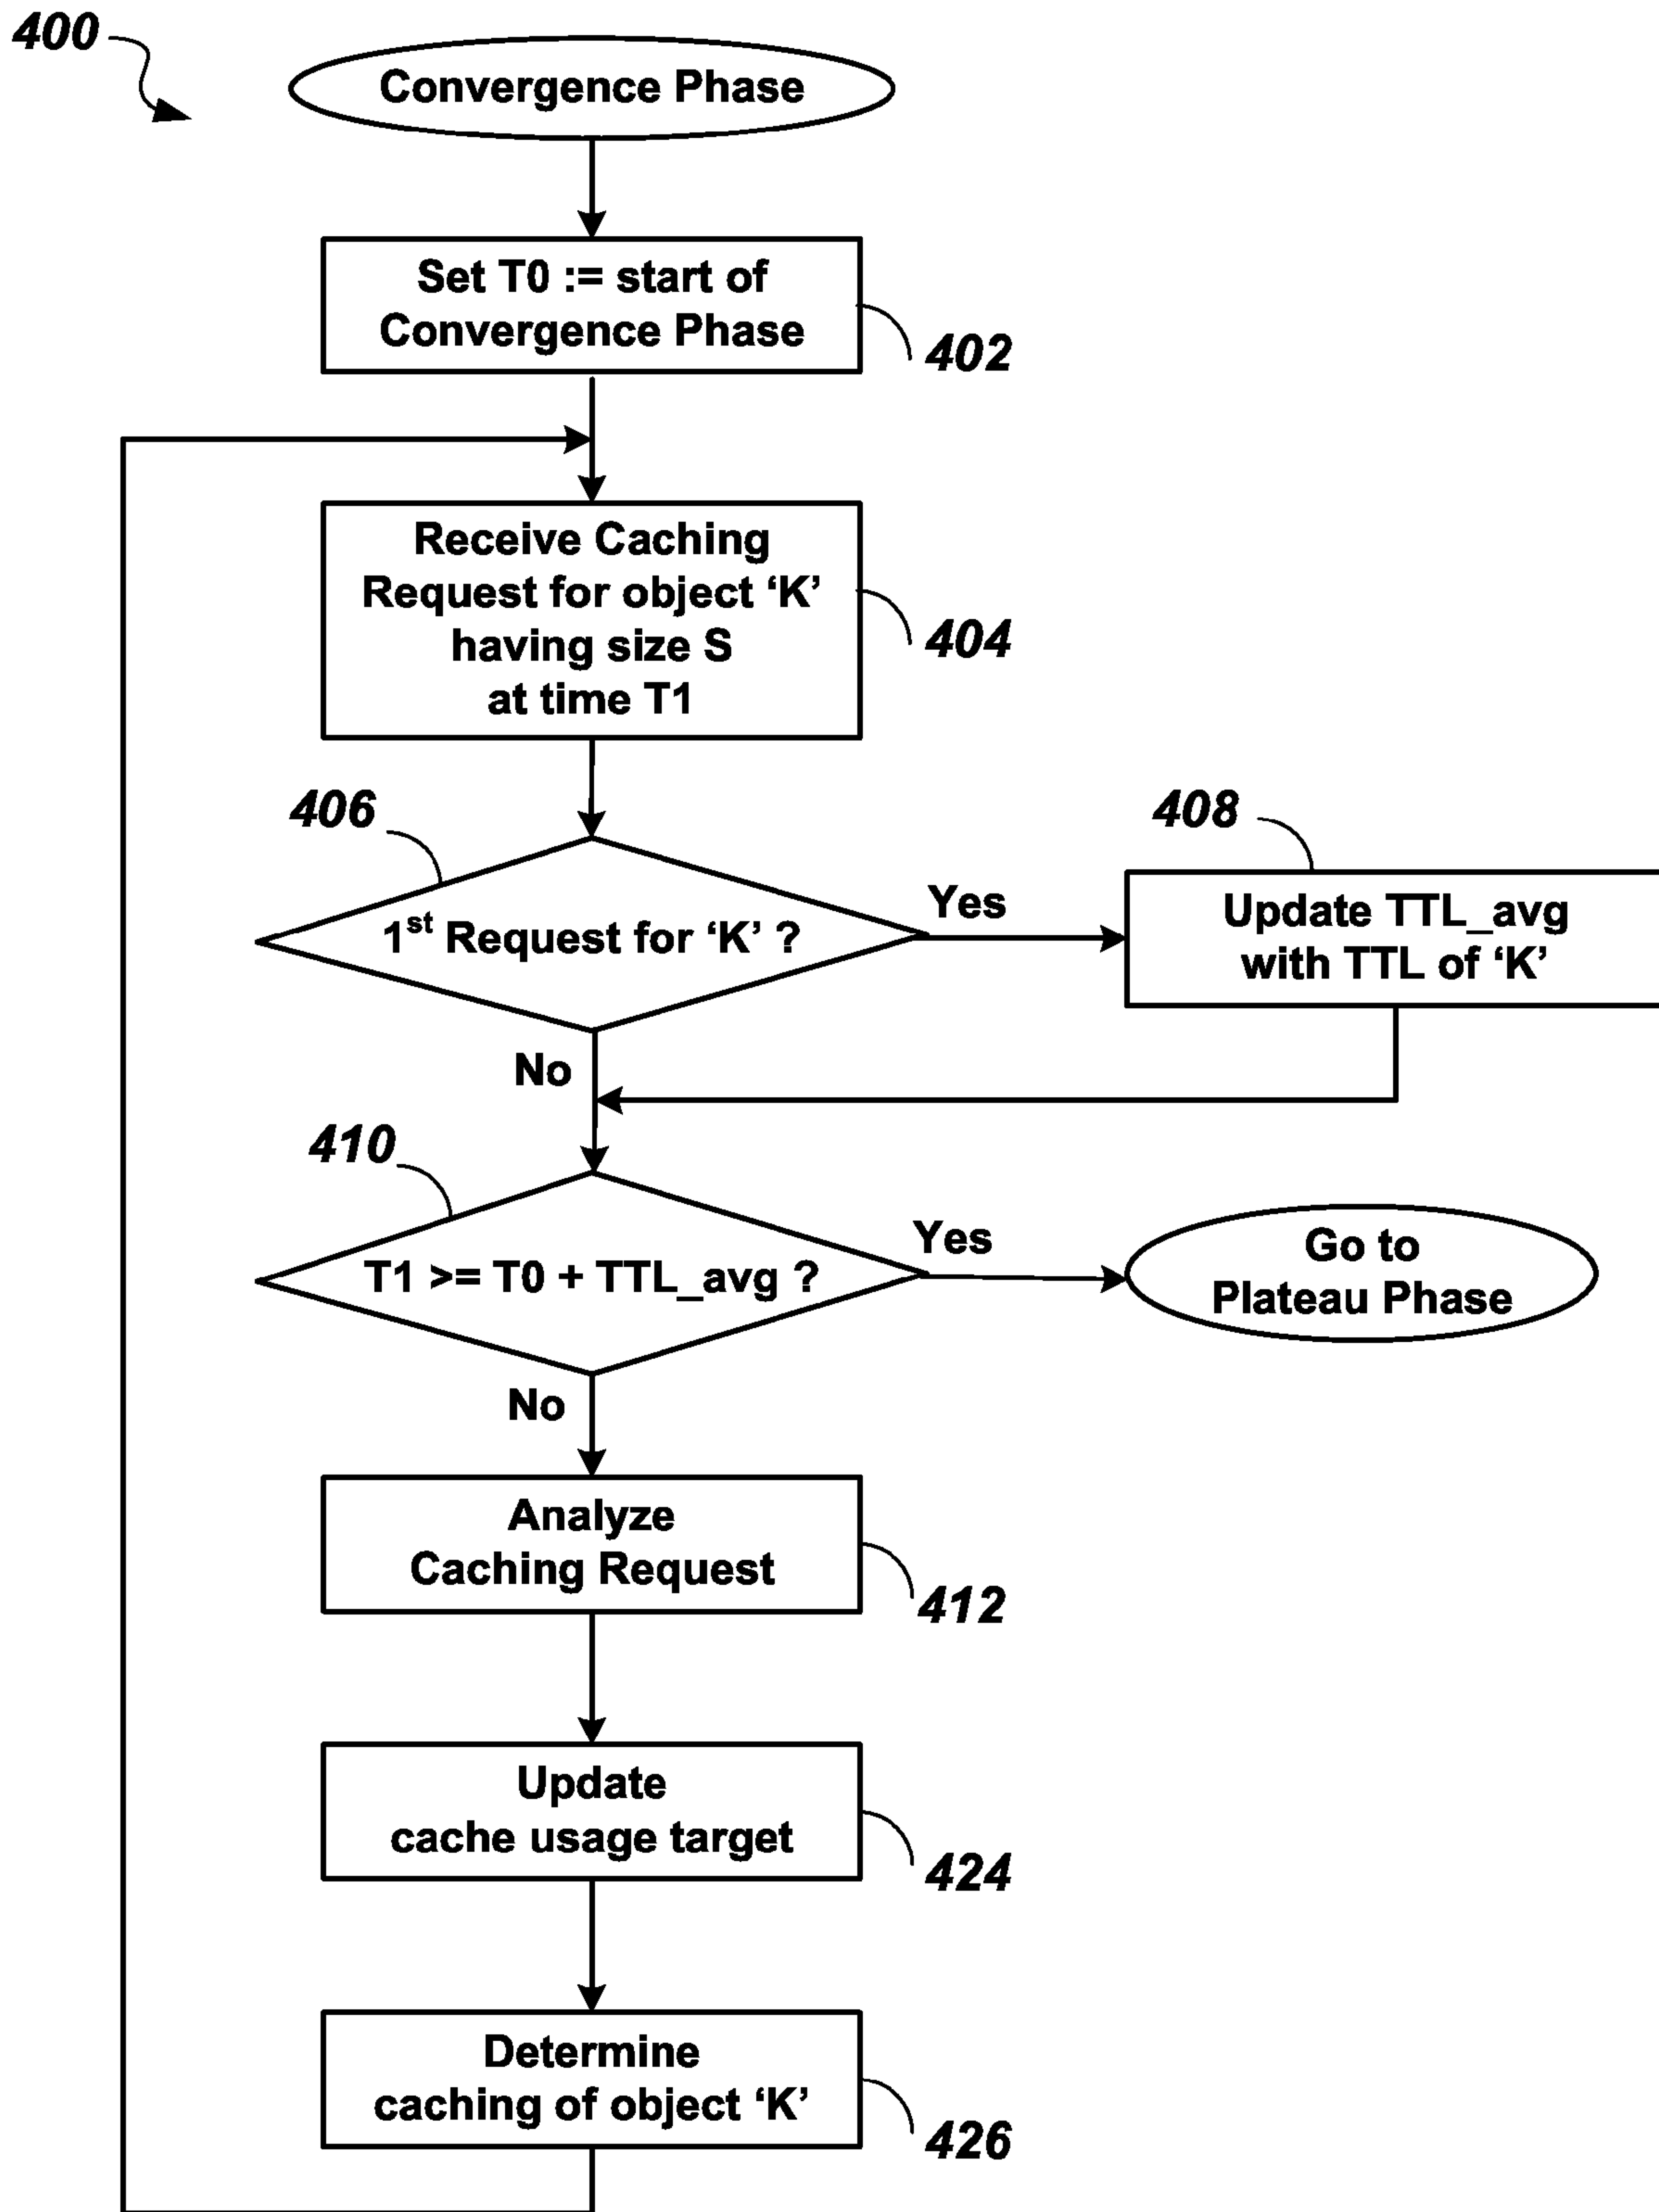 400
Convergence Phase
Set T0 := start of
Convergence Phase
402
Receive Caching
Request for object ‘K’
having size S
at time T1
404
406
1st Request for ‘K’ ?
Yes
408
Update TTL_avg
with TTL of ‘K’
No
410
T1 >= T0 + TTL_avg ?
Yes
Go to
Plateau Phase
No
Analyze
Caching Request
412
Update
cache usage target
424
Determine
caching of object ‘K’
426